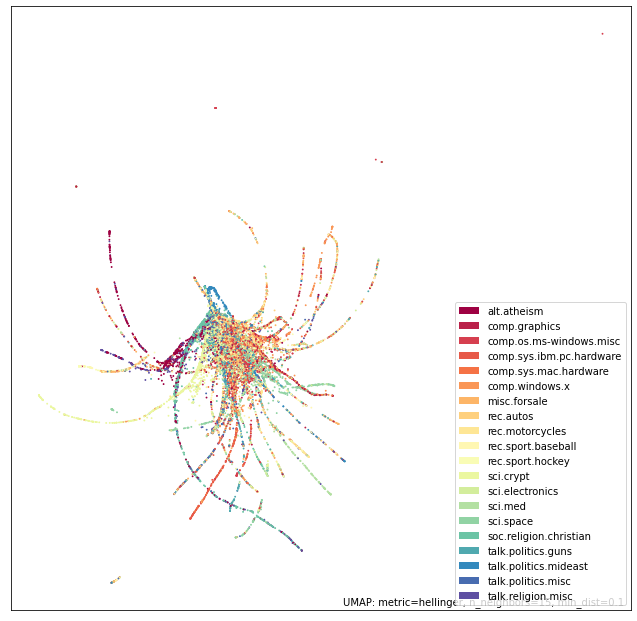 alt.atheism
comp.graphics
comp.os.ms-windows.misc
comp.sys.ibm.pc.hardware
comp.sys.mac.hardware
comp.windows.x
misc.forsale
rec.autos
rec.motorcycles
rec.sport.baseball
rec.sport.hockey
sci.crypt
sci.electronics
sci.med
sci.space
soc.religion.christian
talk.politics.guns
talk.politics.mideast
talk.politics.misc
talk.religion.misc
UMAP: metric=hellinger, n_neighbors=15, min_dist=0.1